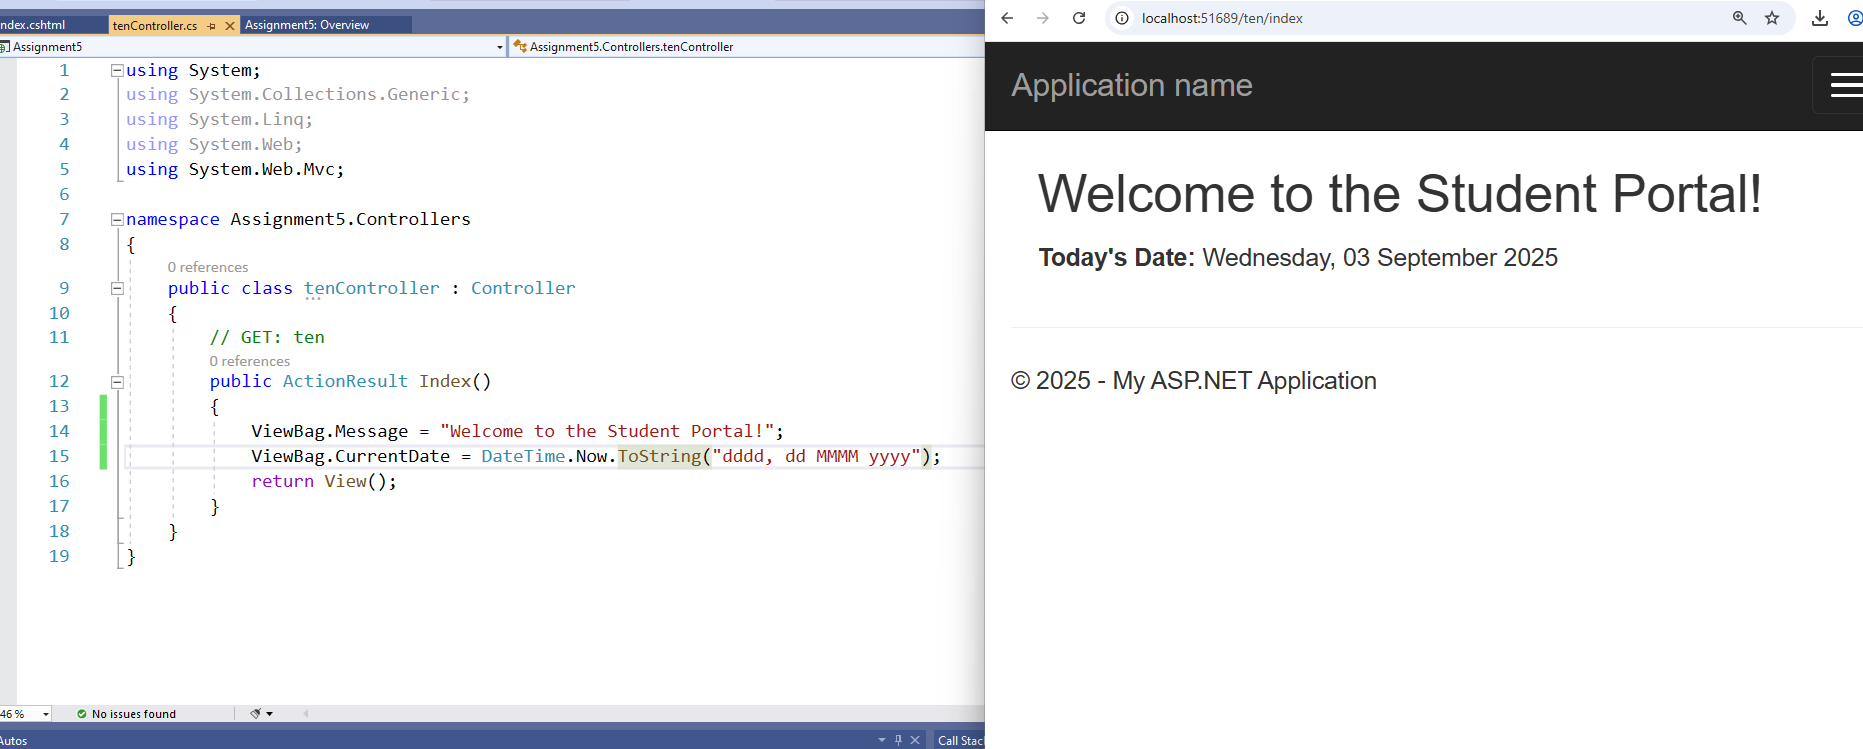 ndex.cshtml
tenController.cs
Assignment5: Overview
Assignment5
Assignment5.Controllers.tenController
1 using System;
2 using System.Collections.Generic;
3 using System.Linq;
4 using System.Web;
5 using System.Web.Mvc;
6
7 namespace Assignment5.Controllers
8 {
0 references
9 public class tenController : Controller
10 {
11 // GET: ten
0 references
12 public ActionResult Index()
13 {
14 ViewBag.Message = "Welcome to the Student Portal!";
15 ViewBag.CurrentDate = DateTime.Now.ToString("dddd, dd MMMM yyyy");
16 return View();
17 }
18 }
19 }
46 %
No issues found
Autos
Call Stac
localhost:51689/ten/index
Application name
Welcome to the Student Portal!
Today's Date: Wednesday, 03 September 2025
© 2025 - My ASP.NET Application